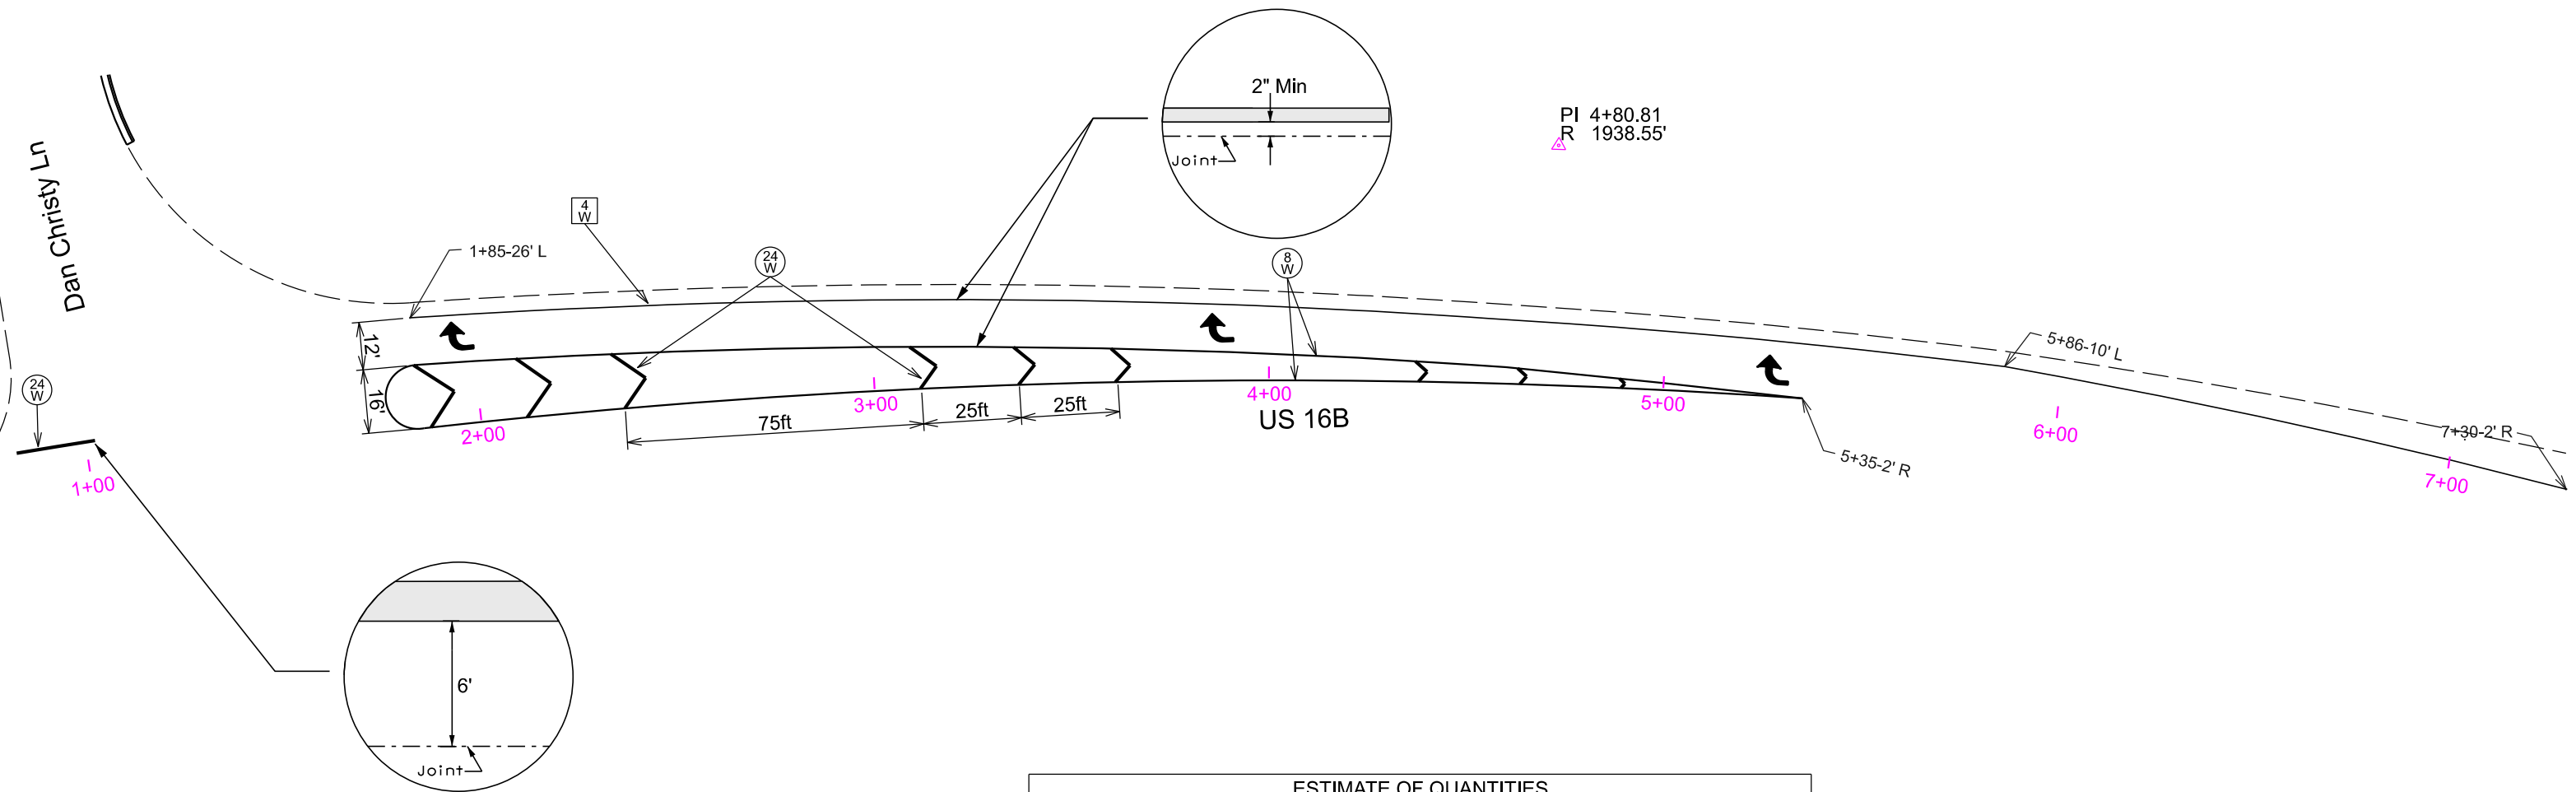 2" Min
Joint
PI 4+80.81
R 1938.55'
Dan Christy Ln
4
W
1+85-26' L
24
W
8
W
12'
16'
5+86-10' L
24
W
3+00
4+00
5+00
25ft
25ft
75ft
US 16B
2+00
6+00
7+30-2' R
5+35-2' R
1+00
7+00
6'
Joint
ESTIMATE OF QUANTITIES